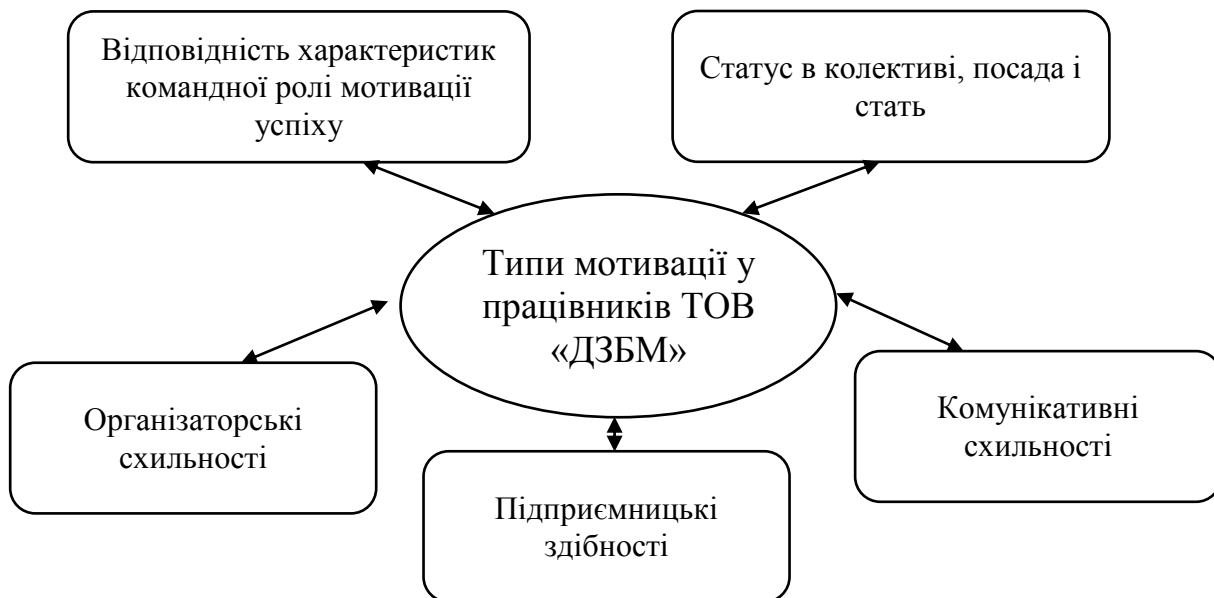 Відповідність характеристик
командної ролі мотивації
успіху
Статус в колективі, посада і
стать
Типи мотивації у
працівників ТОВ
«ДЗБМ»
Організаторські
схильності
Комунікативні
схильності
Підприємницькі
здібності